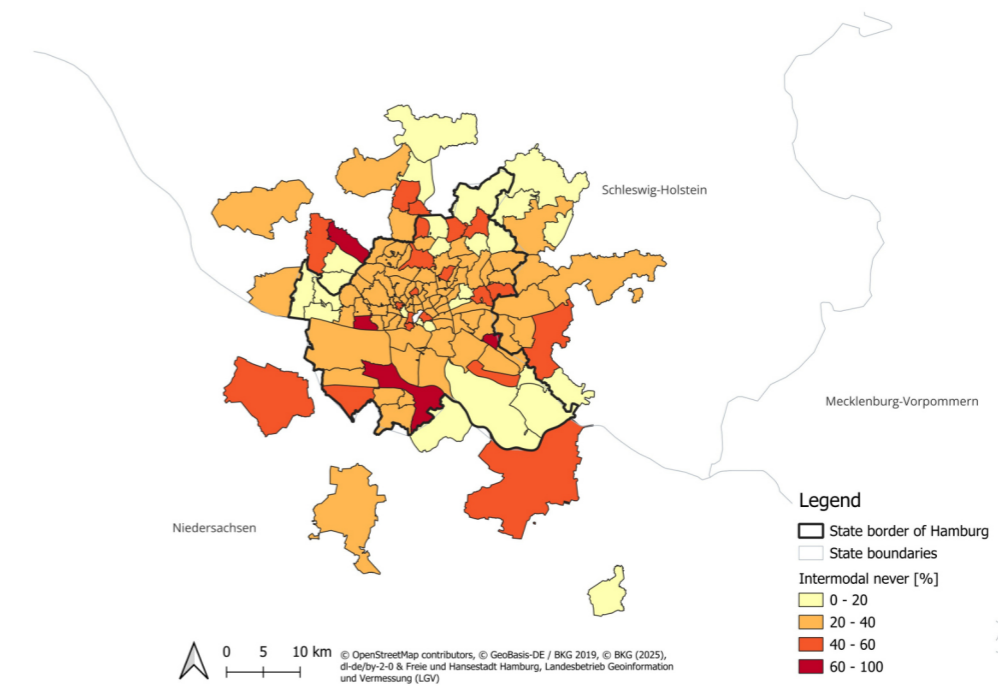 Schleswig-Holstein
Mecklenburg-Vorpommern
Niedersachsen
Legend
State border of Hamburg
State boundaries
Intermodal never [%]
0 - 20
20 - 40
40 - 60
60 - 100
0 5 10 km
© OpenStreetMap contributors, © GeoBasis-DE / BKG 2019, © BKG (2025),
dl-de/by-2-0 & Freie und Hansestadt Hamburg, Landesbetrieb Geoinformation
und Vermessung (LGV)